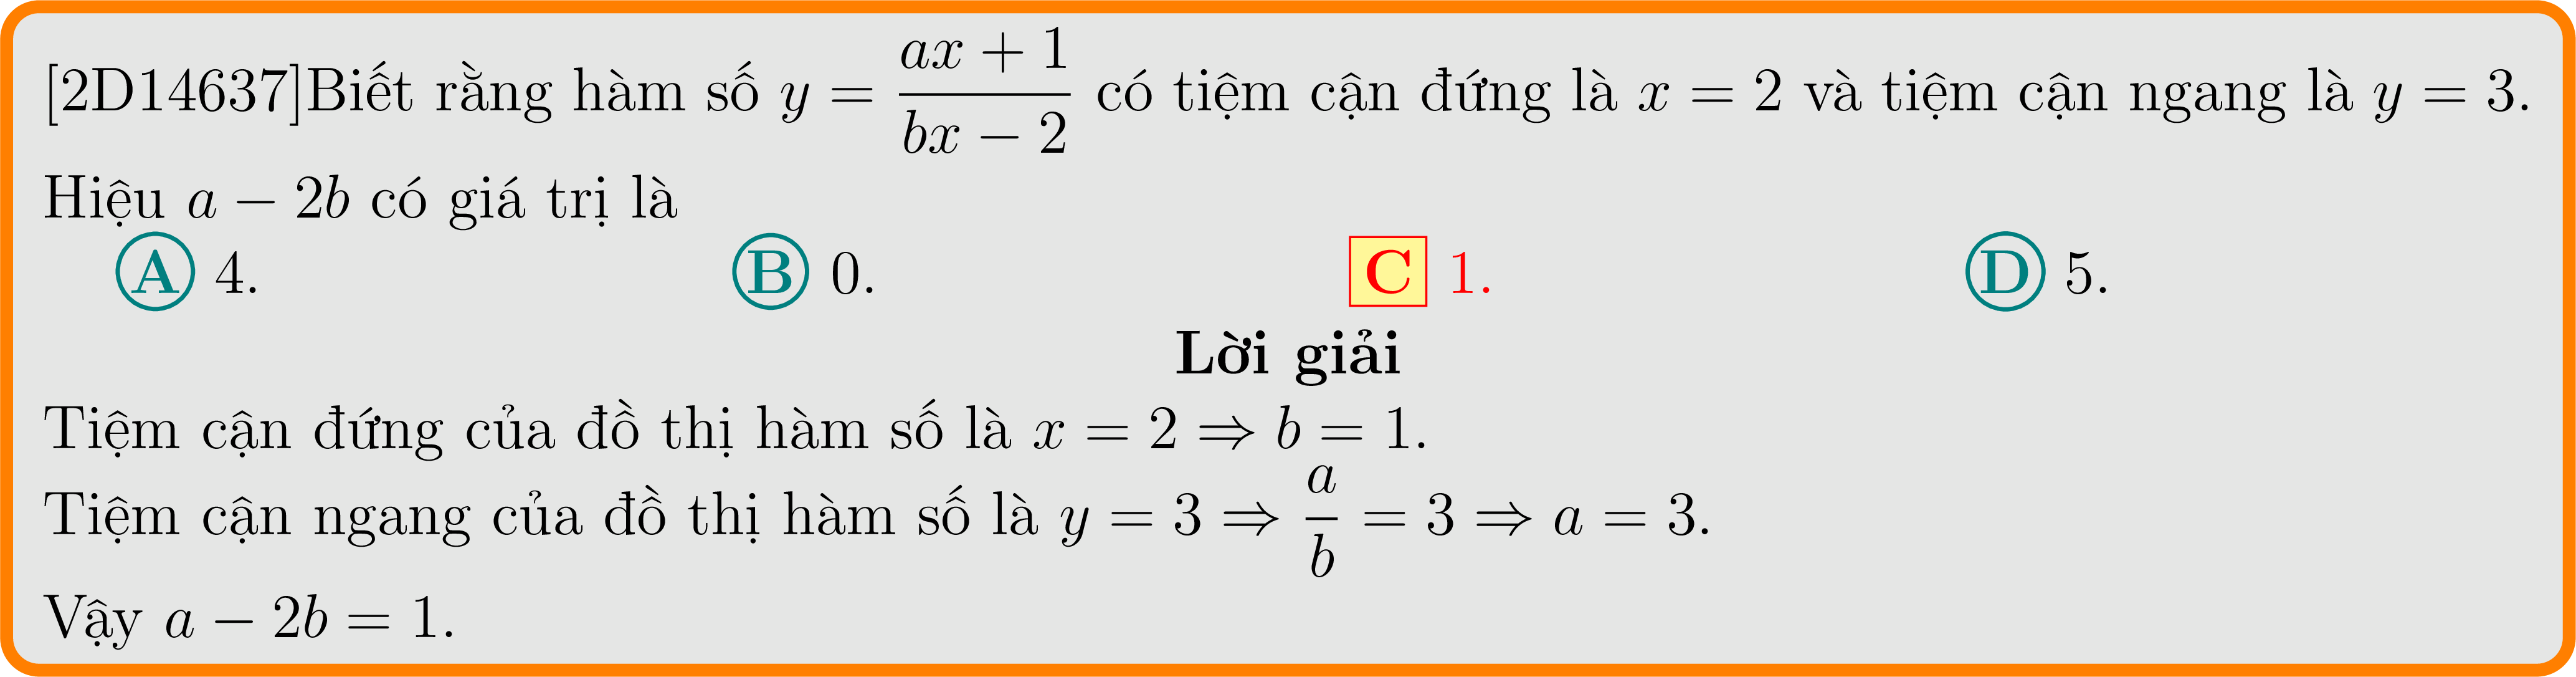 [2D14637]Biết rằng hàm số y = \frac{ax + 1}{bx − 2} có tiệm cận đứng là x = 2 và tiệm cận ngang là y = 3.
Hiệu a − 2b có giá trị là
A 4. B 0. C 1. D 5.
Lời giải
Tiệm cận đứng của đồ thị hàm số là x = 2 ⇒ b = 1.
Tiệm cận ngang của đồ thị hàm số là y = 3 ⇒ \frac{a}{b} = 3 ⇒ a = 3.
Vậy a − 2b = 1.